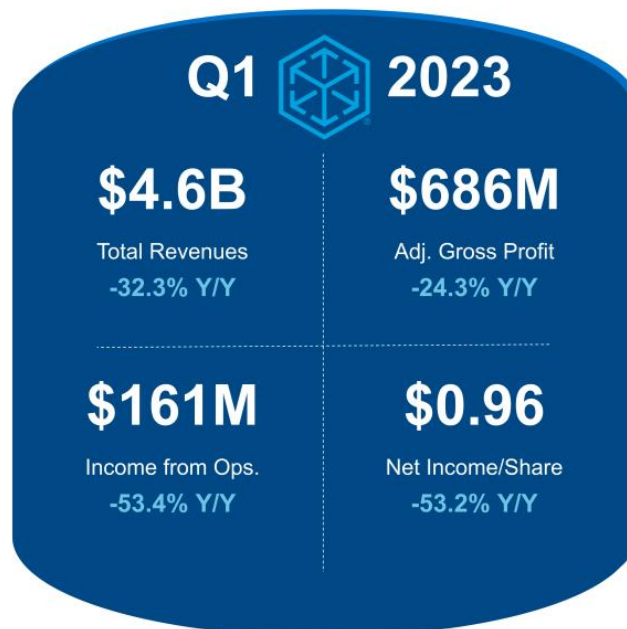 Q1 2023
$4.6B
Total Revenues
-32.3% Y/Y
$686M
Adj. Gross Profit
-24.3% Y/Y
$161M
Income from Ops.
-53.4% Y/Y
$0.96
Net Income/Share
-53.2% Y/Y